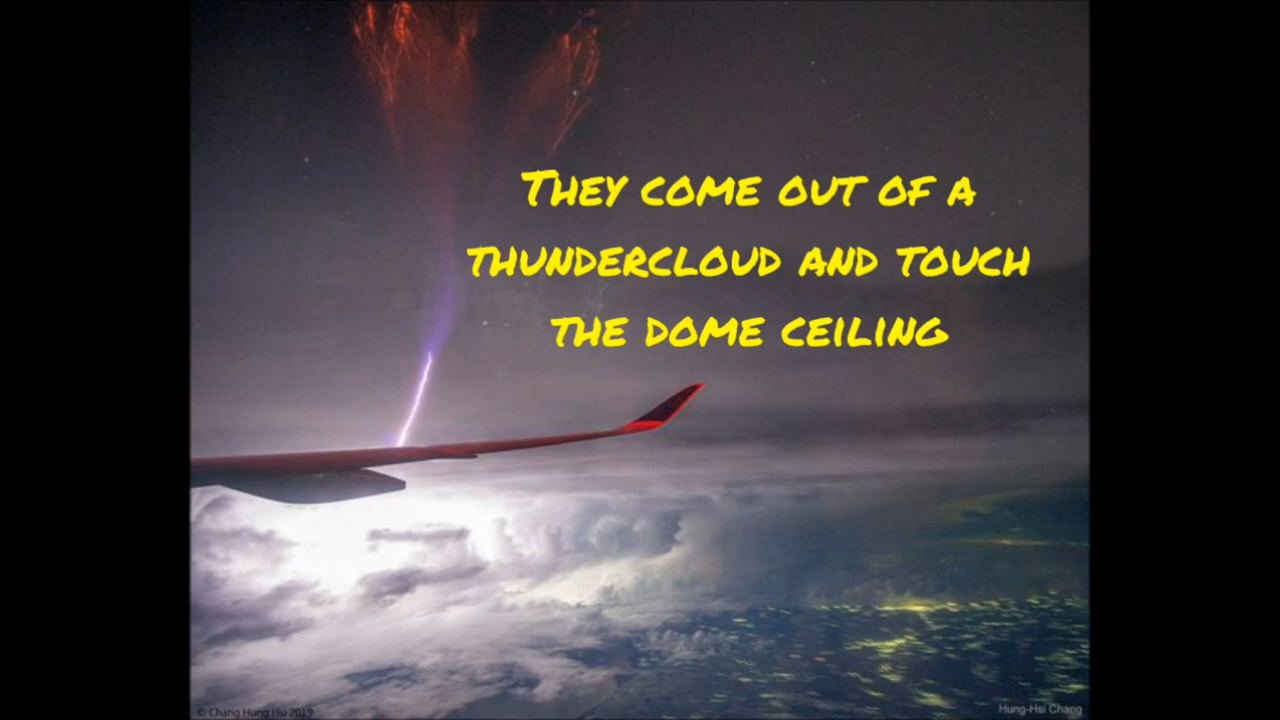 They come out of a
thundercloud and touch
the dome ceiling
© Chang Hung Hsi 2019
Hung-Hsi Chang